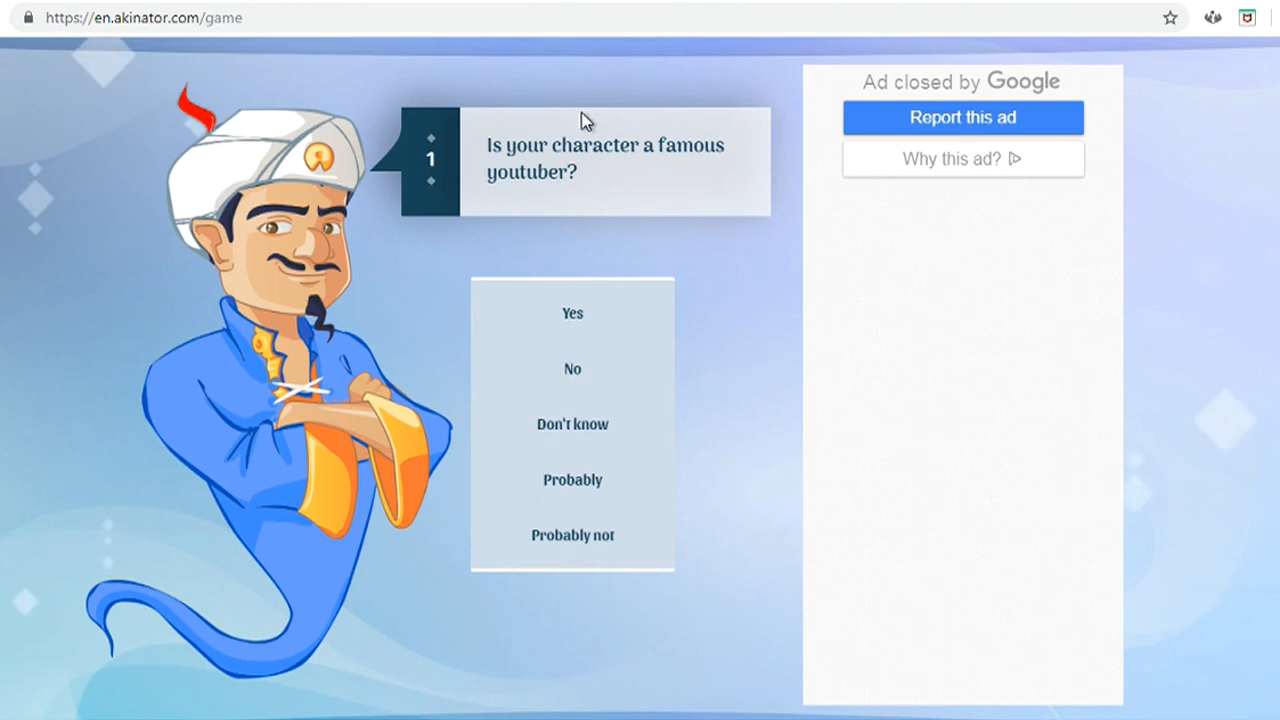 https://en.akinator.com/game
1
Is your character a famous
youtuber?
Yes
No
Don't know
Probably
Probably not
Ad closed by Google
Report this ad
Why this ad?